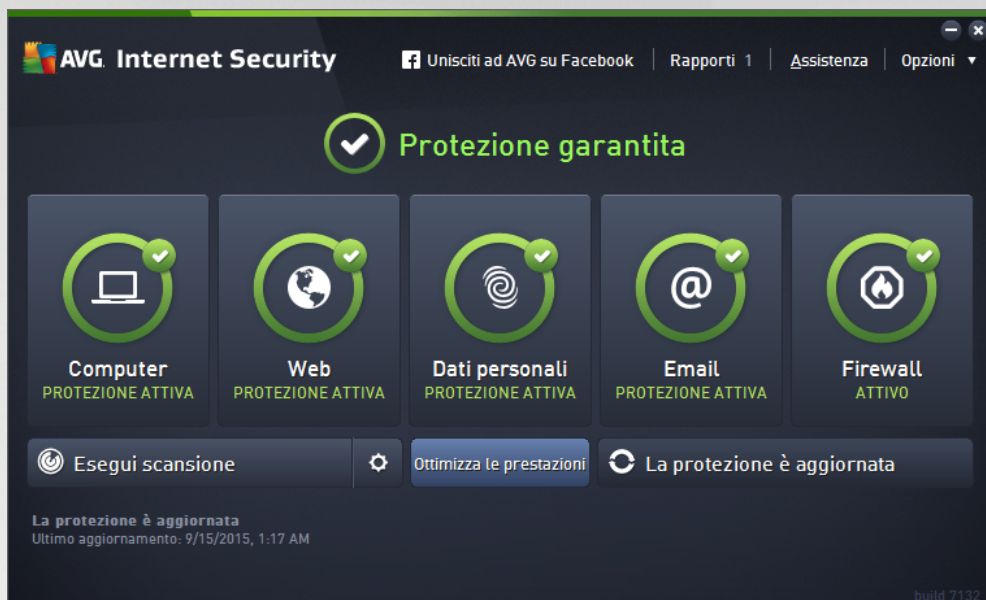 AVG. Internet Security
Unisciti ad AVG su Facebook
Rapporti 1
Assistenza
Opzioni
Protezione garantita
Computer
PROTEZIONE ATTIVA
Web
PROTEZIONE ATTIVA
Dati personali
PROTEZIONE ATTIVA
Email
PROTEZIONE ATTIVA
Firewall
ATTIVO
Esegui scansione
Ottimizza le prestazioni
La protezione è aggiornata
La protezione è aggiornata
Ultimo aggiornamento: 9/15/2015, 1:17 AM
build 7132